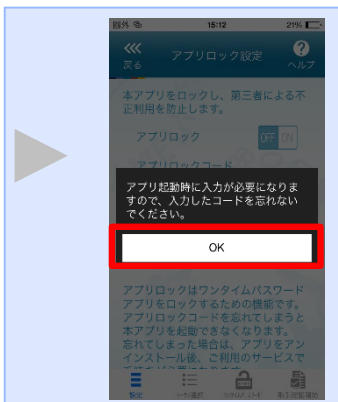 圏外
15:12
21%
戻る
アプリロック設定
?
ヘルプ
本アプリをロックし、第三者による不
正利用を防止します。
アプリロック
OFF ON
アプリロックコード
アプリ起動時に入力が必要になりま
すので、入力したコードを忘れない
でください。
OK
アプリロックはワンタイムパスワード
アプリをロックするための機能です。
アプリロックコードを忘れてしまうと
本アプリを起動できなくなります。
忘れてしまった場合は、アプリをアン
インストール後、ご利用のサービスで
設定